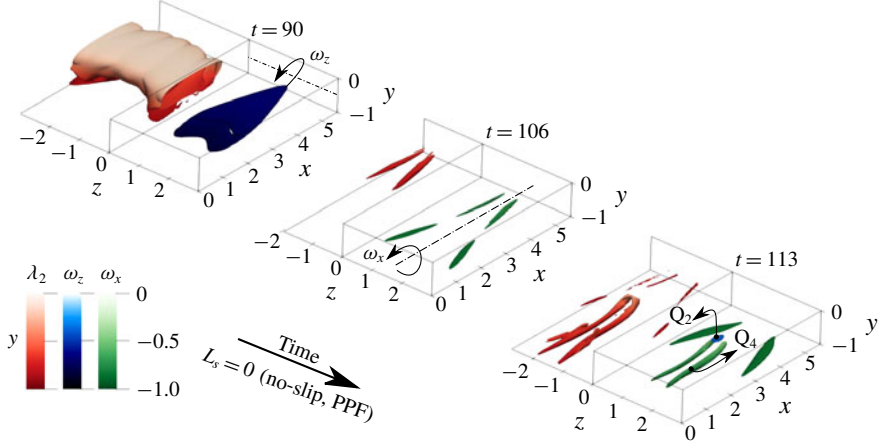 t = 90
ω_z
0
−1
y
5
4
3
2
1
0
x
−2
−1
0
1
2
z
t = 106
0
−1
y
5
4
3
2
1
0
x
−2
−1
0
1
2
z
ω_x
t = 113
0
−1
y
5
4
3
2
1
0
x
−2
−1
0
1
2
z
Q₂
Q₄
λ₂ ω_z ω_x
0
−0.5
−1.0
y
Time
L_s = 0 (no-slip, PPF)